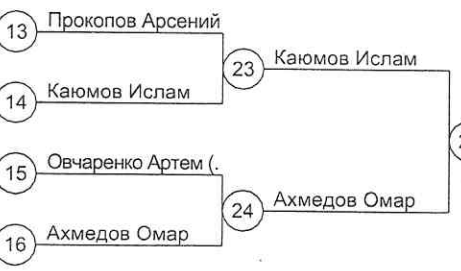 13 Прокопов Арсений
23 Каюмов Ислам
14 Каюмов Ислам
15 Овчаренко Артем (.
24 Ахмедов Омар
16 Ахмедов Омар